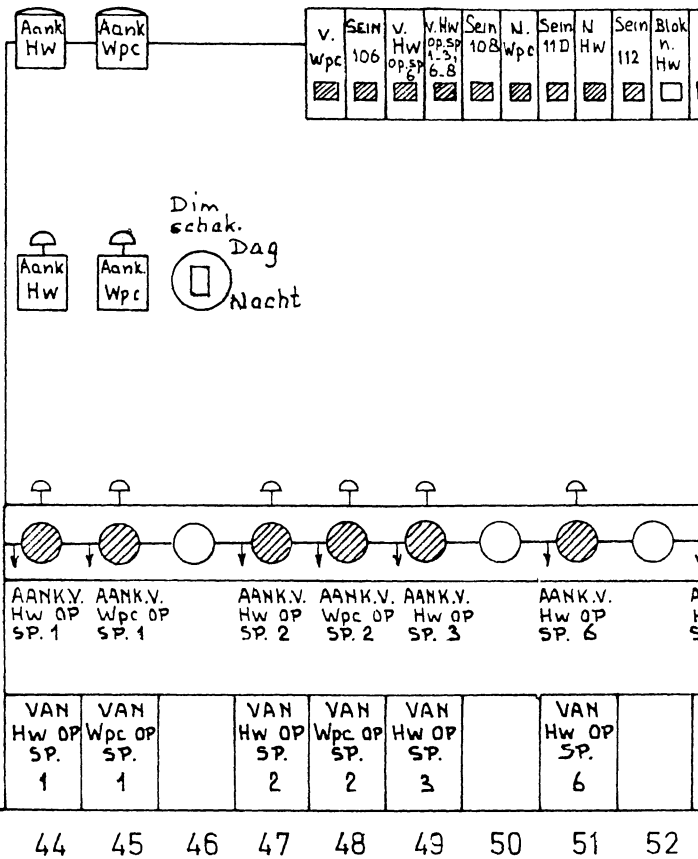 Aank
Hw
Aank
Wpc
V.
Wpc
SEIN
106
V.
Hw
op.sp
6
V.Hw
op.sp
1-3,
6-8
Sein
108
N.
Wpc
Sein
110
N
Hw
Sein
112
Blok
n.
Hw
Dim
schak.
Dag
Nacht
Aank
Hw
Aank.
Wpc
AANK.V.
Hw OP
SP. 1
AANK.V.
Wpc OP
SP. 1
AANK.V.
Hw OP
SP. 2
AANK.V.
Wpc OP
SP. 2
AANK.V.
Hw OP
SP. 3
AANK.V.
Hw OP
SP. 6
VAN
Hw OP
SP.
1
VAN
Wpc OP
SP.
1
VAN
Hw OP
SP.
2
VAN
Wpc OP
SP.
2
VAN
Hw OP
SP.
3
VAN
Hw OP
SP.
6
44 45 46 47 48 49 50 51 52